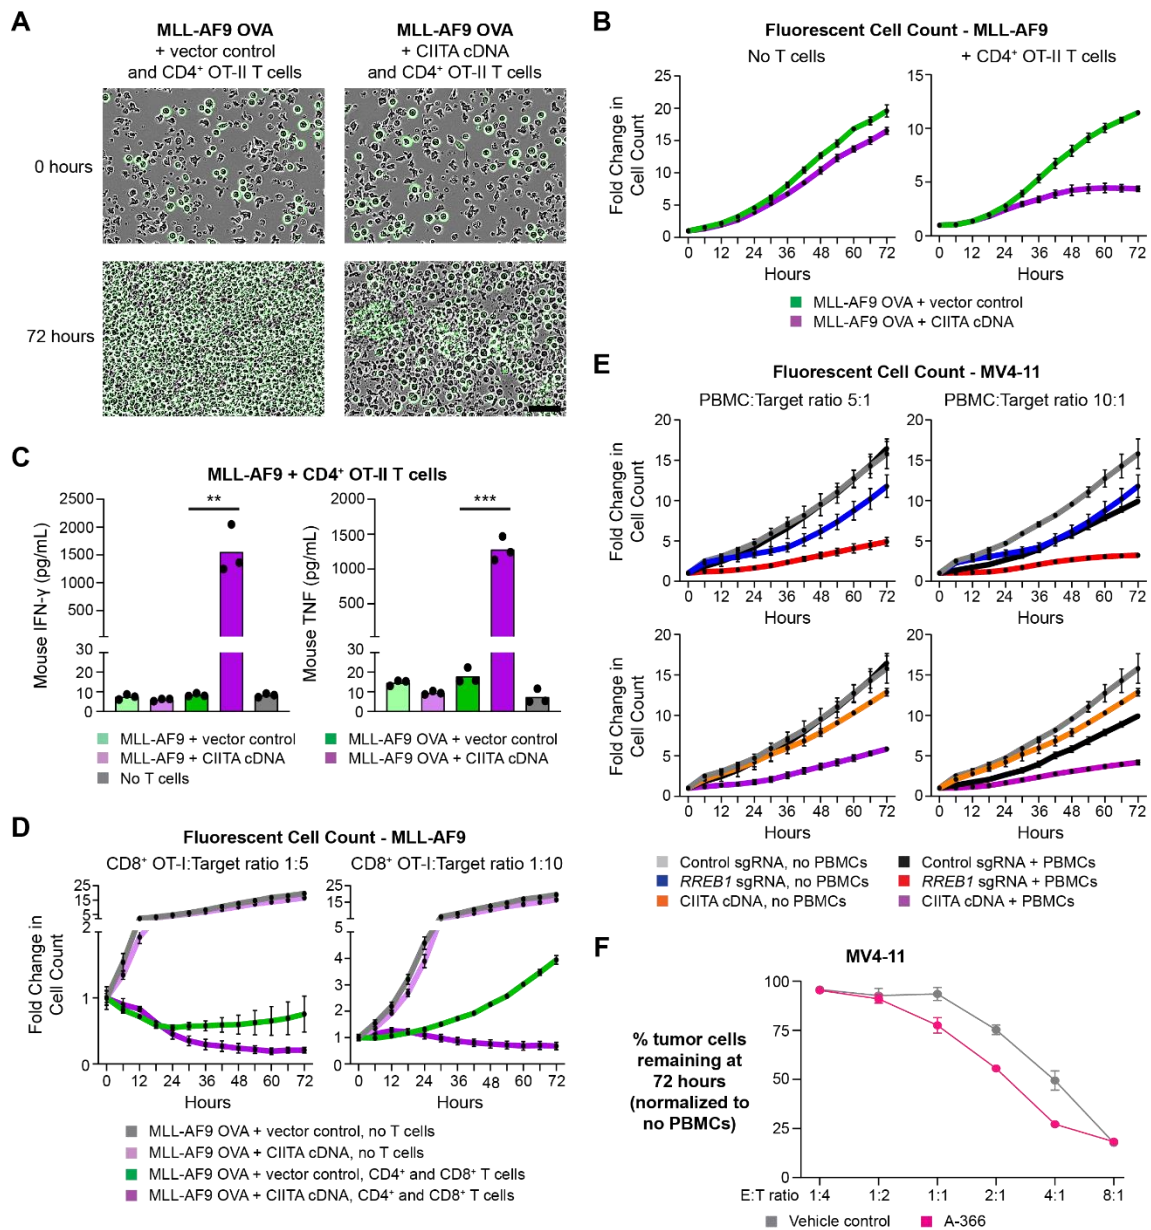 A
MLL-AF9 OVA
+ vector control
and CD4⁺ OT-II T cells
MLL-AF9 OVA
+ CIITA cDNA
and CD4⁺ OT-II T cells
0 hours
72 hours
B
Fluorescent Cell Count - MLL-AF9
No T cells
+ CD4⁺ OT-II T cells
Fold Change in
Cell Count
25
20
15
10
5
0
0 12 24 36 48 60 72
Hours
15
10
5
0
0 12 24 36 48 60 72
Hours
MLL-AF9 OVA + vector control
MLL-AF9 OVA + CIITA cDNA
C
MLL-AF9 + CD4⁺ OT-II T cells
Mouse IFN-γ (pg/mL)
2500
2000
1500
1000
500
30
20
10
0
**
Mouse TNF (pg/mL)
2000
1500
1000
500
30
20
10
0
***
MLL-AF9 + vector control
MLL-AF9 OVA + vector control
MLL-AF9 + CIITA cDNA
MLL-AF9 OVA + CIITA cDNA
No T cells
D
Fluorescent Cell Count - MLL-AF9
CD8⁺ OT-I:Target ratio 1:5
CD8⁺ OT-I:Target ratio 1:10
Fold Change in
Cell Count
25
15
5
2
1
0
0 12 24 36 48 60 72
Hours
25
15
5
5
4
3
2
1
0
0 12 24 36 48 60 72
Hours
MLL-AF9 OVA + vector control, no T cells
MLL-AF9 OVA + CIITA cDNA, no T cells
MLL-AF9 OVA + vector control, CD4⁺ and CD8⁺ T cells
MLL-AF9 OVA + CIITA cDNA, CD4⁺ and CD8⁺ T cells
E
Fluorescent Cell Count - MV4-11
PBMC:Target ratio 5:1
PBMC:Target ratio 10:1
Fold Change in
Cell Count
20
15
10
5
0
0 12 24 36 48 60 72
Hours
20
15
10
5
0
0 12 24 36 48 60 72
Hours
Fold Change in
Cell Count
20
15
10
5
0
0 12 24 36 48 60 72
Hours
20
15
10
5
0
0 12 24 36 48 60 72
Hours
Control sgRNA, no PBMCs
Control sgRNA + PBMCs
RREB1 sgRNA, no PBMCs
RREB1 sgRNA + PBMCs
CIITA cDNA, no PBMCs
CIITA cDNA + PBMCs
F
MV4-11
% tumor cells
remaining at
72 hours
(normalized to
no PBMCs)
100
75
50
25
0
E:T ratio 1:4 1:2 1:1 2:1 4:1 8:1
Vehicle control
A-366